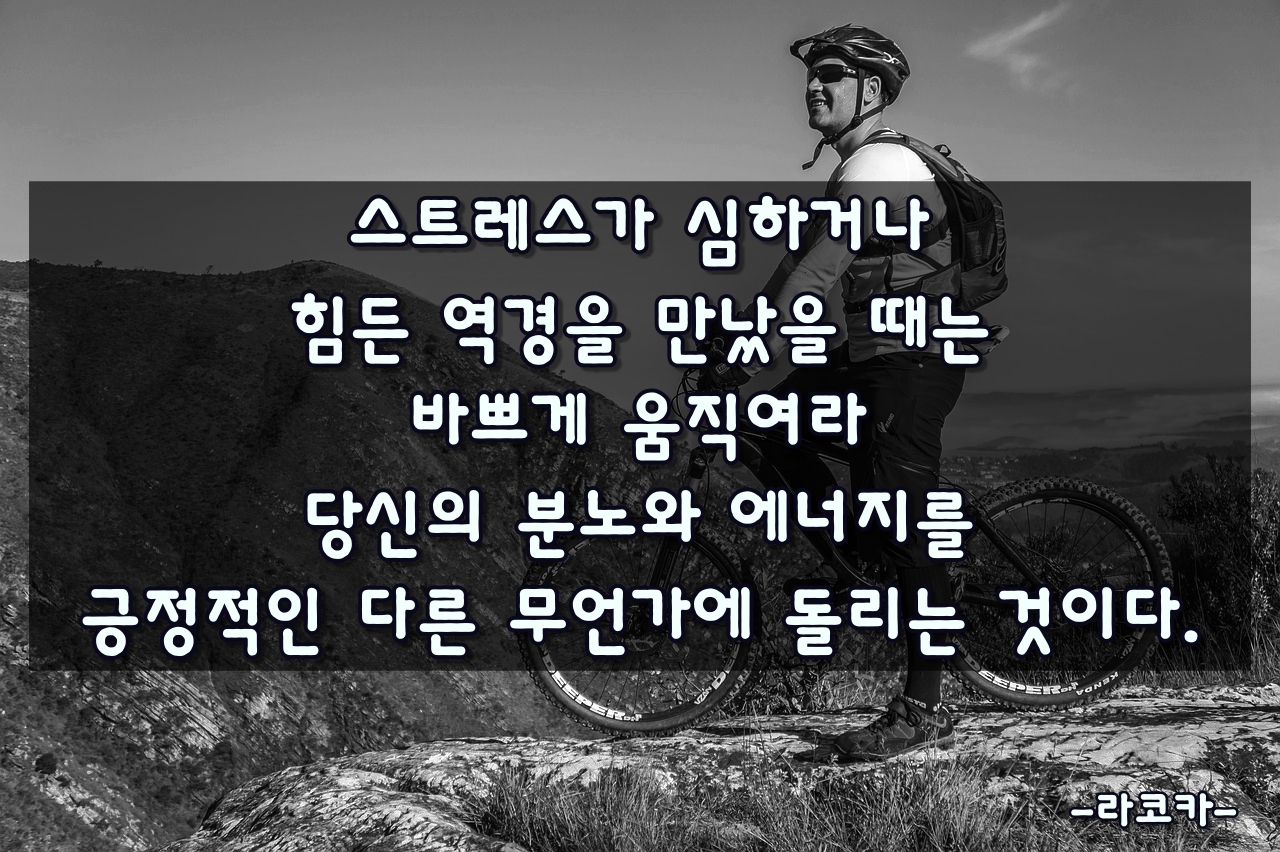 스트레스가 심하거나
힘든 역경을 만났을 때는
바쁘게 움직여라
당신의 분노와 에너지를
긍정적인 다른 무언가에 돌리는 것이다.
-라코카-
KENDA